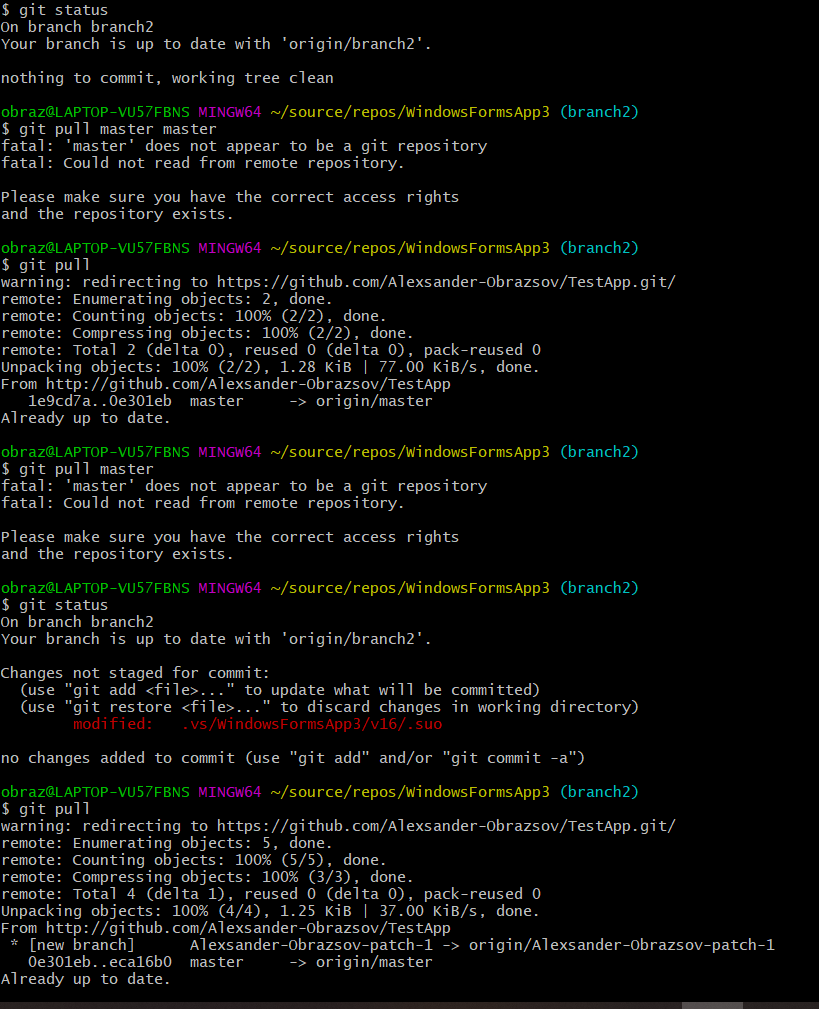 $ git status
On branch branch2
Your branch is up to date with 'origin/branch2'.
nothing to commit, working tree clean
obraz@LAPTOP-VU57FBNS MINGW64 ~/source/repos/WindowsFormsApp3 (branch2)
$ git pull master master
fatal: 'master' does not appear to be a git repository
fatal: Could not read from remote repository.
Please make sure you have the correct access rights
and the repository exists.
obraz@LAPTOP-VU57FBNS MINGW64 ~/source/repos/WindowsFormsApp3 (branch2)
$ git pull
warning: redirecting to https://github.com/Alexsander-Obrazsov/TestApp.git/
remote: Enumerating objects: 2, done.
remote: Counting objects: 100% (2/2), done.
remote: Compressing objects: 100% (2/2), done.
remote: Total 2 (delta 0), reused 0 (delta 0), pack-reused 0
Unpacking objects: 100% (2/2), 1.28 KiB | 77.00 KiB/s, done.
From http://github.com/Alexsander-Obrazsov/TestApp
   1e9cd7a..0e301eb  master     -> origin/master
Already up to date.
obraz@LAPTOP-VU57FBNS MINGW64 ~/source/repos/WindowsFormsApp3 (branch2)
$ git pull master
fatal: 'master' does not appear to be a git repository
fatal: Could not read from remote repository.
Please make sure you have the correct access rights
and the repository exists.
obraz@LAPTOP-VU57FBNS MINGW64 ~/source/repos/WindowsFormsApp3 (branch2)
$ git status
On branch branch2
Your branch is up to date with 'origin/branch2'.
Changes not staged for commit:
  (use "git add <file>..." to update what will be committed)
  (use "git restore <file>..." to discard changes in working directory)
        modified:   .vs/WindowsFormsApp3/v16/.suo
no changes added to commit (use "git add" and/or "git commit -a")
obraz@LAPTOP-VU57FBNS MINGW64 ~/source/repos/WindowsFormsApp3 (branch2)
$ git pull
warning: redirecting to https://github.com/Alexsander-Obrazsov/TestApp.git/
remote: Enumerating objects: 5, done.
remote: Counting objects: 100% (5/5), done.
remote: Compressing objects: 100% (3/3), done.
remote: Total 4 (delta 1), reused 0 (delta 0), pack-reused 0
Unpacking objects: 100% (4/4), 1.25 KiB | 37.00 KiB/s, done.
From http://github.com/Alexsander-Obrazsov/TestApp
 * [new branch]      Alexsander-Obrazsov-patch-1 -> origin/Alexsander-Obrazsov-patch-1
   0e301eb..eca16b0  master     -> origin/master
Already up to date.